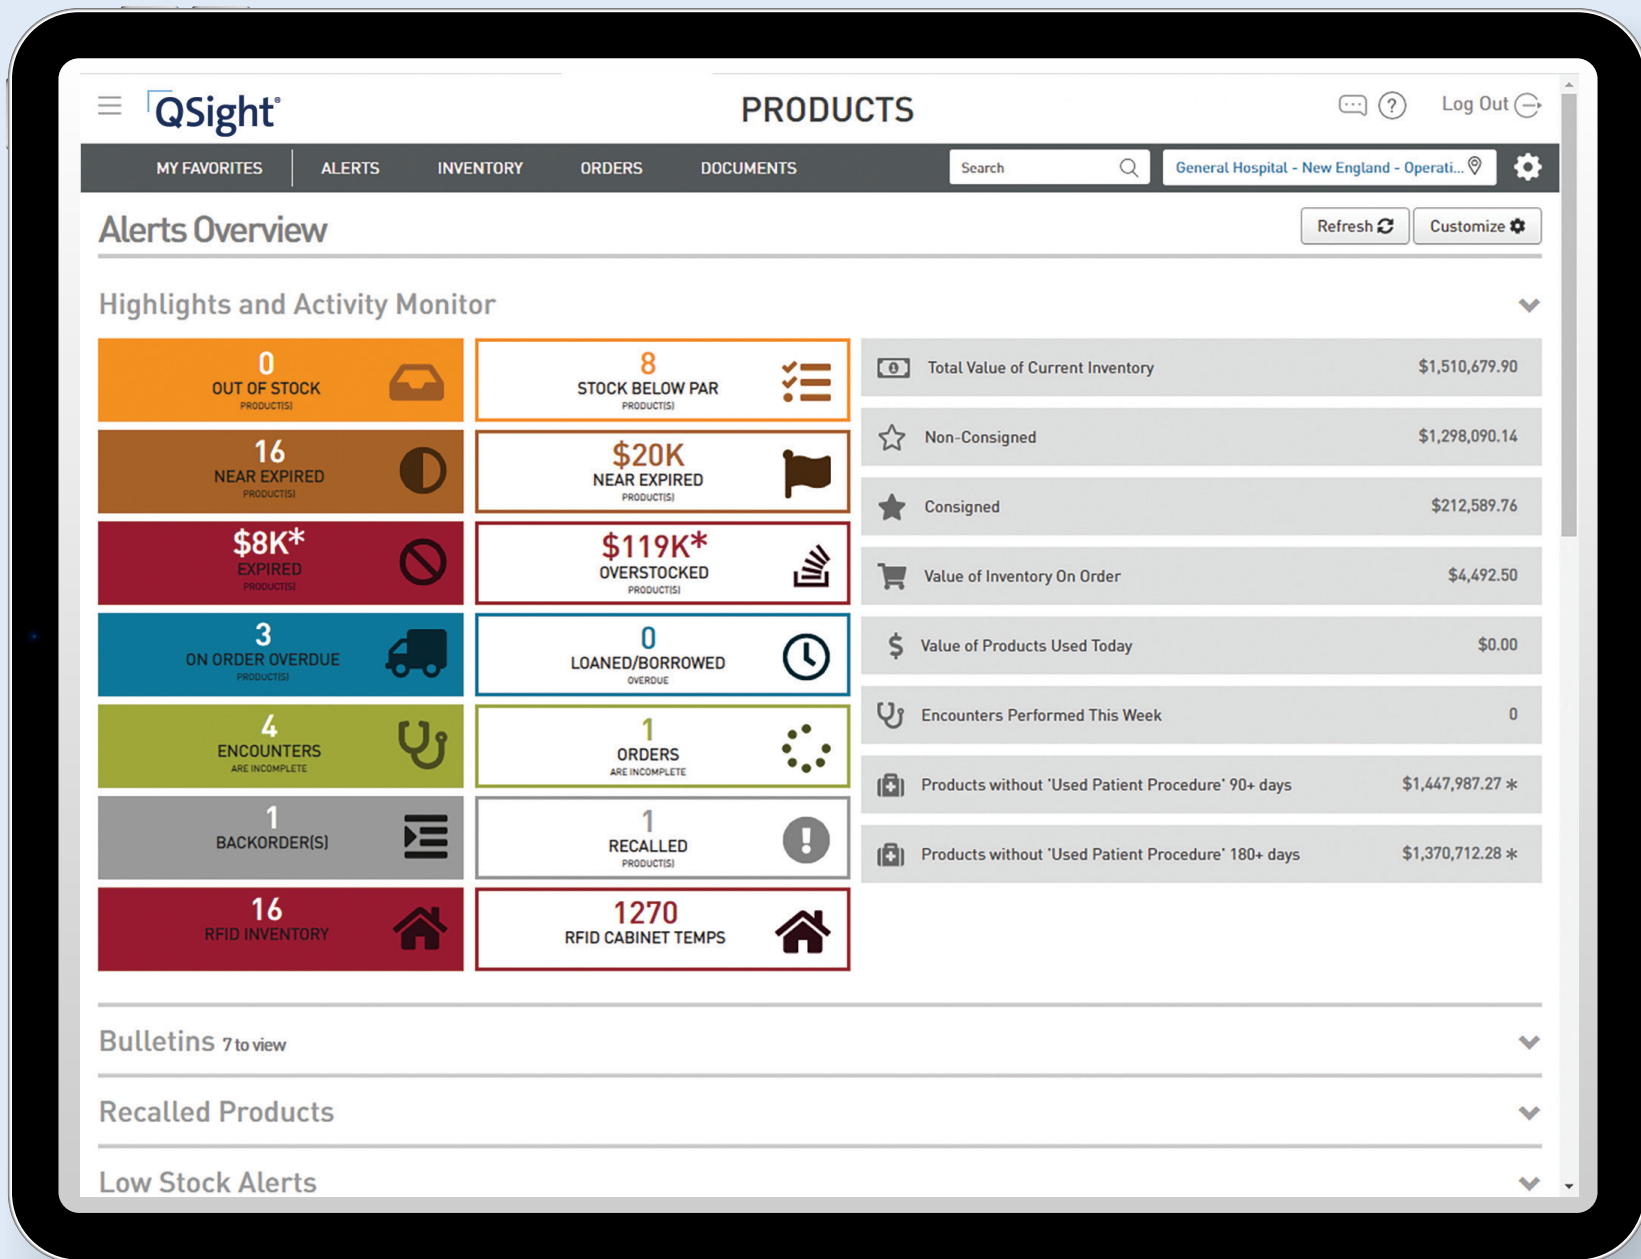 QSight®
PRODUCTS
Log Out
MY FAVORITES
ALERTS
INVENTORY
ORDERS
DOCUMENTS
Search
General Hospital - New England - Operati...
Alerts Overview
Refresh
Customize
Highlights and Activity Monitor
0
OUT OF STOCK
PRODUCT(S)
8
STOCK BELOW PAR
PRODUCT(S)
16
NEAR EXPIRED
PRODUCT(S)
$20K
NEAR EXPIRED
PRODUCT(S)
$8K*
EXPIRED
PRODUCT(S)
$119K*
OVERSTOCKED
PRODUCT(S)
3
ON ORDER OVERDUE
PRODUCT(S)
0
LOANED/BORROWED
OVERDUE
4
ENCOUNTERS
ARE INCOMPLETE
1
ORDERS
ARE INCOMPLETE
1
BACKORDER(S)
1
RECALLED
PRODUCT(S)
16
RFID INVENTORY
1270
RFID CABINET TEMPS
Total Value of Current Inventory $1,510,679.90
Non-Consigned $1,298,090.14
Consigned $212,589.76
Value of Inventory On Order $4,492.50
Value of Products Used Today $0.00
Encounters Performed This Week 0
Products without 'Used Patient Procedure' 90+ days $1,447,987.27 *
Products without 'Used Patient Procedure' 180+ days $1,370,712.28 *
Bulletins 7 to view
Recalled Products
Low Stock Alerts